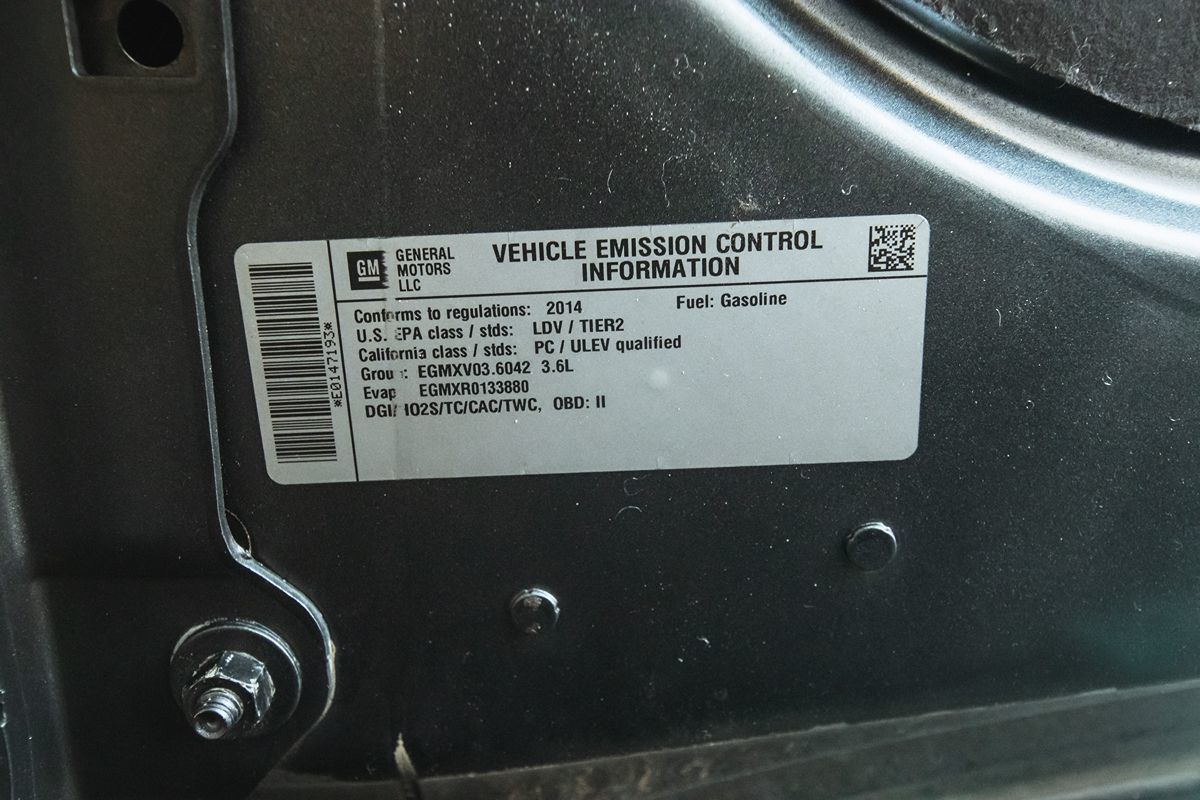 *E0147193*
GM
GENERAL
MOTORS
LLC
VEHICLE EMISSION CONTROL
INFORMATION
Conforms to regulations: 2014 Fuel: Gasoline
U.S. EPA class / stds: LDV / TIER2
California class / stds: PC / ULEV qualified
Group: EGMXV03.6042 3.6L
Evap: EGMXR0133880
DGI/ IO2S/TC/CAC/TWC, OBD: II